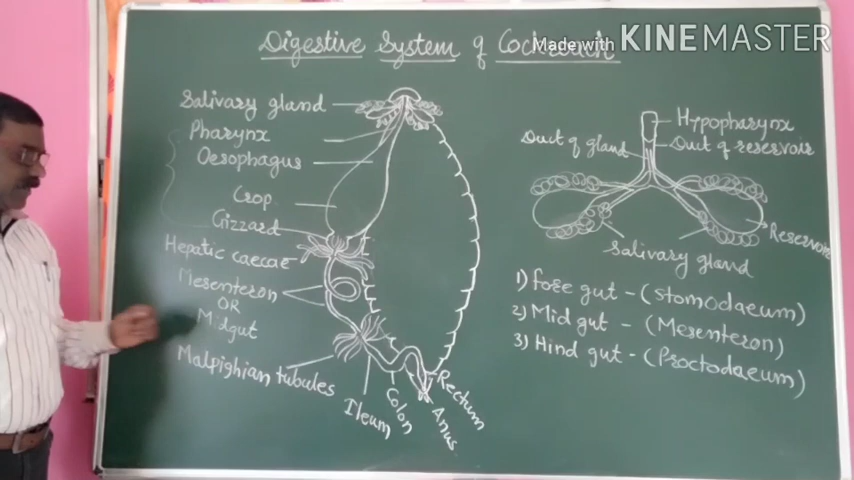 Digestive System of Cockroach
Made with KINEMASTER
Salivary gland
Pharynx
Oesophagus
Crop
Gizzard
Hepatic caecae
Mesenteron
OR
Midgut
Malpighian tubules
Ileum
Colon
Anus
Rectum
Hypopharynx
Duct of gland
Duct of reservoir
Reservoir
Salivary gland
1) Fore gut - (Stomodaeum)
2) Mid gut - (Mesenteron)
3) Hind gut - (Proctodaeum)